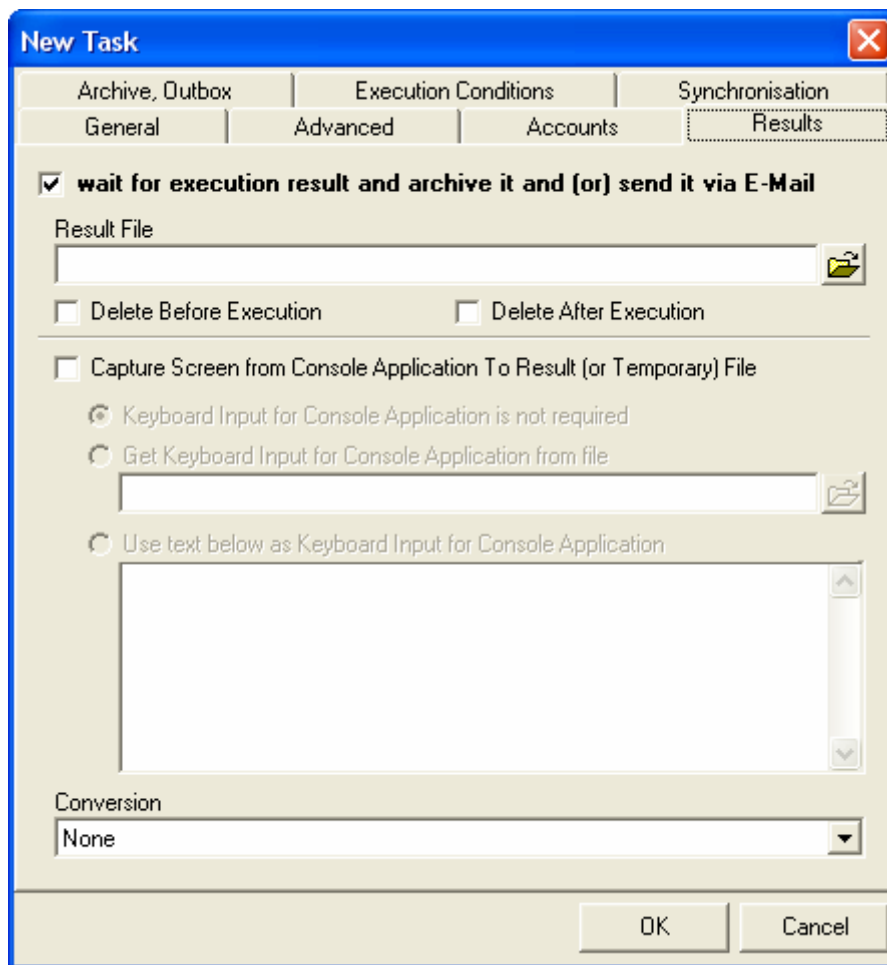 New Task
Archive, Outbox Execution Conditions Synchronisation
General Advanced Accounts Results
wait for execution result and archive it and (or) send it via E-Mail
Result File
Delete Before Execution Delete After Execution
Capture Screen from Console Application To Result (or Temporary) File
Keyboard Input for Console Application is not required
Get Keyboard Input for Console Application from file
Use text below as Keyboard Input for Console Application
Conversion
None
OK Cancel